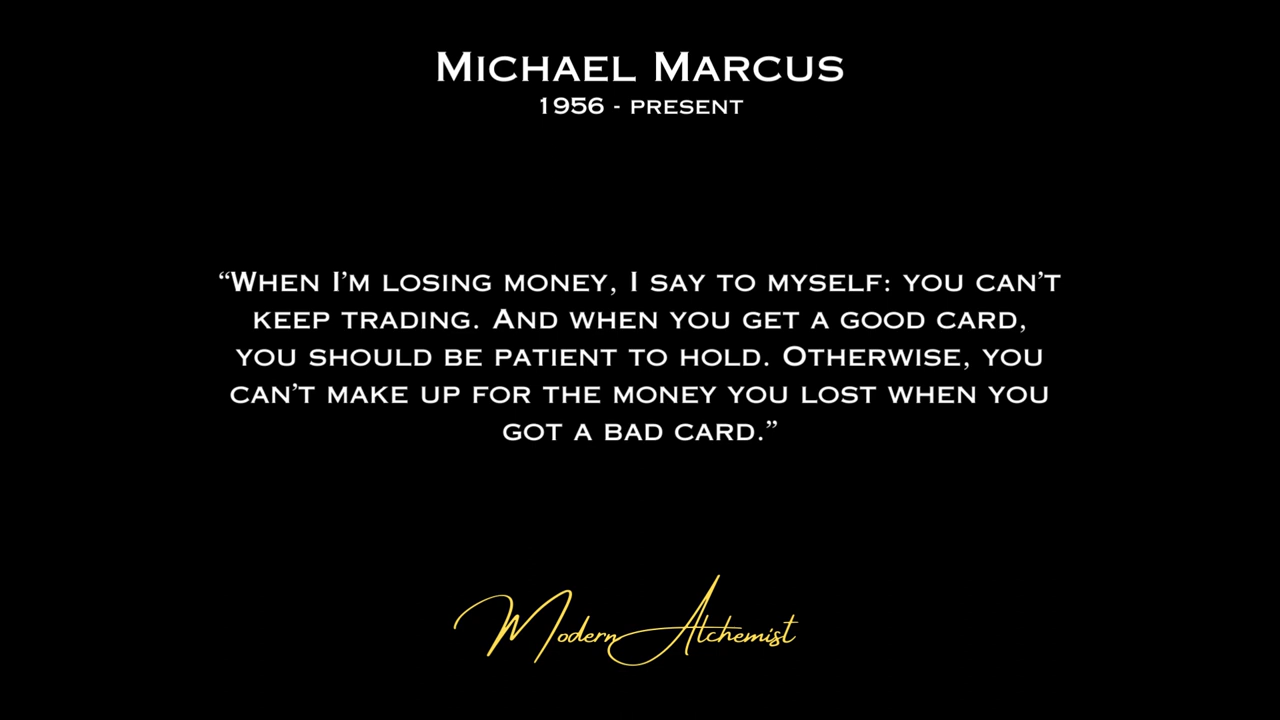 Michael Marcus
1956 - present
“When I’m losing money, I say to myself: you can’t
keep trading. And when you get a good card,
you should be patient to hold. Otherwise, you
can’t make up for the money you lost when you
got a bad card.”
Modern Alchemist